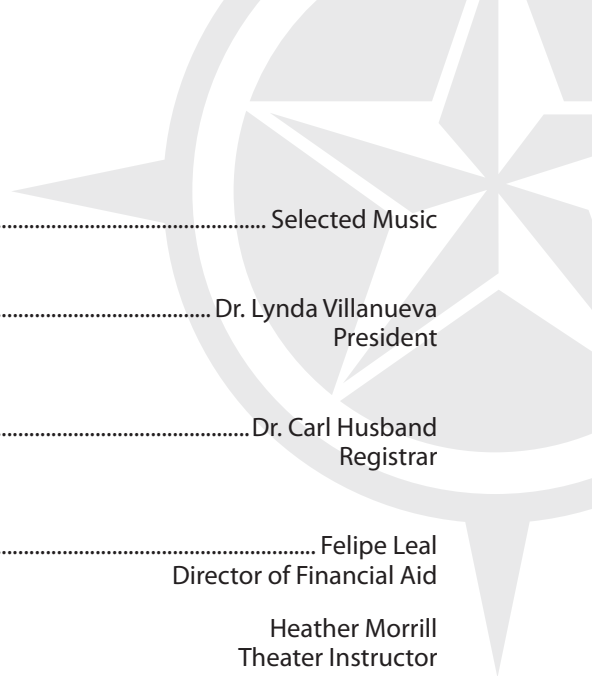 ........................................................ Selected Music
............................................. Dr. Lynda Villanueva
President
..................................................... Dr. Carl Husband
Registrar
................................................................... Felipe Leal
Director of Financial Aid
Heather Morrill
Theater Instructor